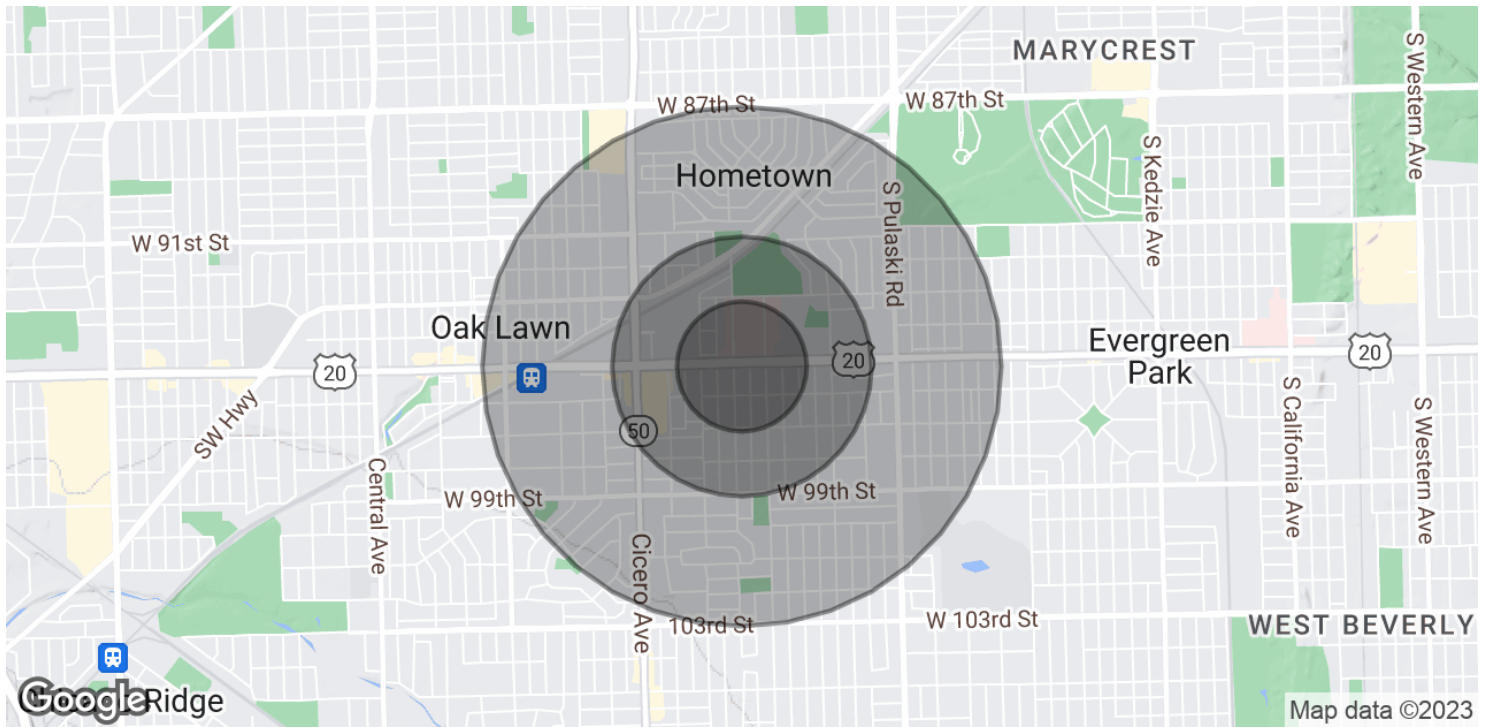 MARYCREST
S Western Ave
W 87th St
W 87th St
S Kedzie Ave
Hometown
S Pulaski Rd
W 91st St
Oak Lawn
Evergreen
Park
20
20
20
SW Hwy
50
S California Ave
S Western Ave
Central Ave
W 99th St
W 99th St
Cicero Ave
103rd St
W 103rd St
WEST BEVERLY
Google
Ridge
Map data ©2023